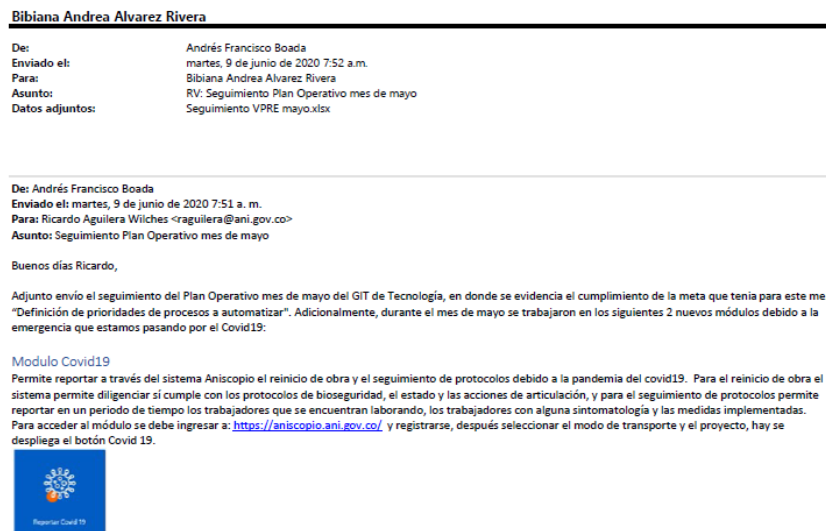 Bibiana Andrea Alvarez Rivera
De: Andrés Francisco Boada
Enviado el: martes, 9 de junio de 2020 7:52 a.m.
Para: Bibiana Andrea Alvarez Rivera
Asunto: RV: Seguimiento Plan Operativo mes de mayo
Datos adjuntos: Seguimiento VPRE mayo.xlsx
De: Andrés Francisco Boada
Enviado el: martes, 9 de junio de 2020 7:51 a. m.
Para: Ricardo Aguilera Wilches <raguilera@ani.gov.co>
Asunto: Seguimiento Plan Operativo mes de mayo
Buenos días Ricardo,
Adjunto envío el seguimiento del Plan Operativo mes de mayo del GIT de Tecnología, en donde se evidencia el cumplimiento de la meta que tenia para este me
“Definición de prioridades de procesos a automatizar”. Adicionalmente, durante el mes de mayo se trabajaron en los siguientes 2 nuevos módulos debido a la
emergencia que estamos pasando por el Covid19:
Modulo Covid19
Permite reportar a través del sistema Aniscopio el reinicio de obra y el seguimiento de protocolos debido a la pandemia del covid19. Para el reinicio de obra el
sistema permite diligenciar sí cumple con los protocolos de bioseguridad, el estado y las acciones de articulación, y para el seguimiento de protocolos permite
reportar en un periodo de tiempo los trabajadores que se encuentran laborando, los trabajadores con alguna sintomatología y las medidas implementadas.
Para acceder al módulo se debe ingresar a: https://aniscopio.ani.gov.co/ y registrarse, después seleccionar el modo de transporte y el proyecto, hay se
despliega el botón Covid 19.
Reportar Covid 19